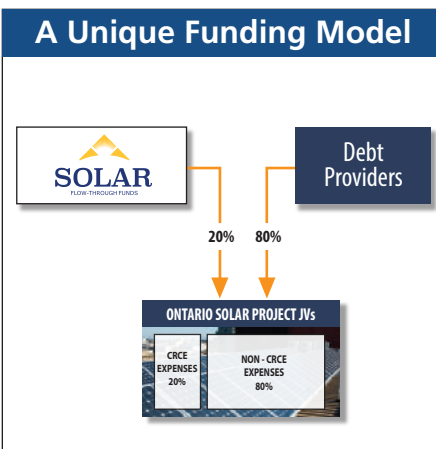 A Unique Funding Model
SOLAR
FLOW-THROUGH FUNDS
Debt
Providers
20%
80%
ONTARIO SOLAR PROJECT JVs
CRCE
EXPENSES
20%
NON - CRCE
EXPENSES
80%